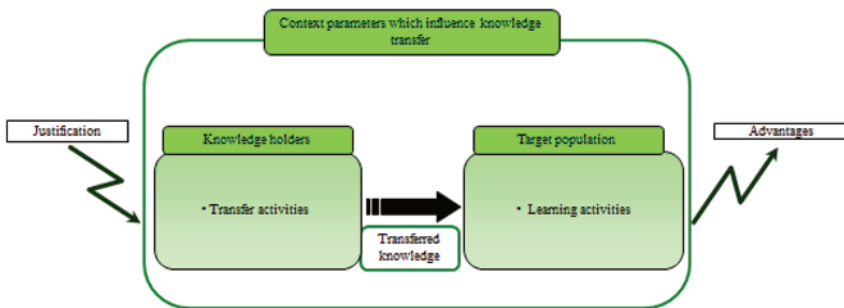 Context parameters which influence knowledge
transfer
Justification
Advantages
Knowledge holders
Target population
• Transfer activities
• Learning activities
Transferred
knowledge